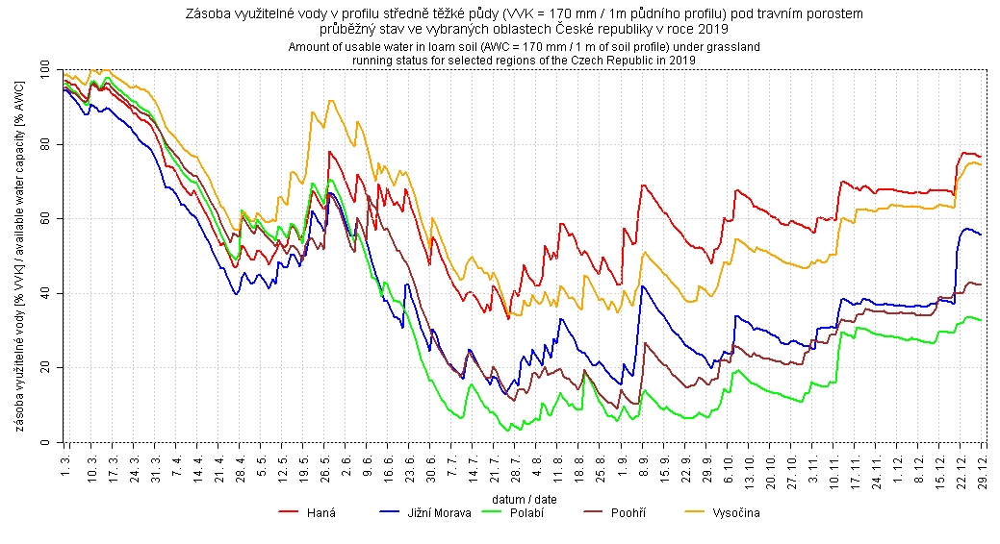 Zásoba využitelné vody v profilu středně těžké půdy (VVK = 170 mm / 1m půdního profilu) pod travním porostem
průběžný stav ve vybraných oblastech České republiky v roce 2019
Amount of usable water in loam soil (AWC = 170 mm / 1 m of soil profile) under grassland
running status for selected regions of the Czech Republic in 2019
zásoba využitelné vody [% VVK] / available water capacity [% AWC]
100
80
60
40
20
0
1. 3. 10. 3. 17. 3. 24. 3. 31. 3. 7. 4. 14. 4. 21. 4. 28. 4. 5. 5. 12. 5. 19. 5. 26. 5. 2. 6. 9. 6. 16. 6. 23. 6. 30. 6. 7. 7. 14. 7. 21. 7. 28. 7. 4. 8. 11. 8. 18. 8. 25. 8. 1. 9. 8. 9. 15. 9. 22. 9. 29. 9. 6. 10. 13. 10. 20. 10. 27. 10. 3. 11. 10. 11. 17. 11. 24. 11. 1. 12. 8. 12. 15. 12. 22. 12. 29. 12.
datum / date
Haná Jižní Morava Polabí Poohří Vysočina